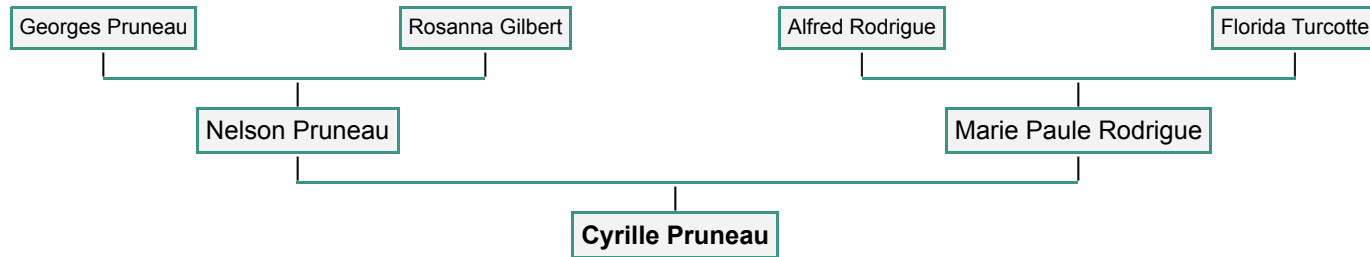 Georges Pruneau
Rosanna Gilbert
Alfred Rodrigue
Florida Turcotte
Nelson Pruneau
Marie Paule Rodrigue
Cyrille Pruneau